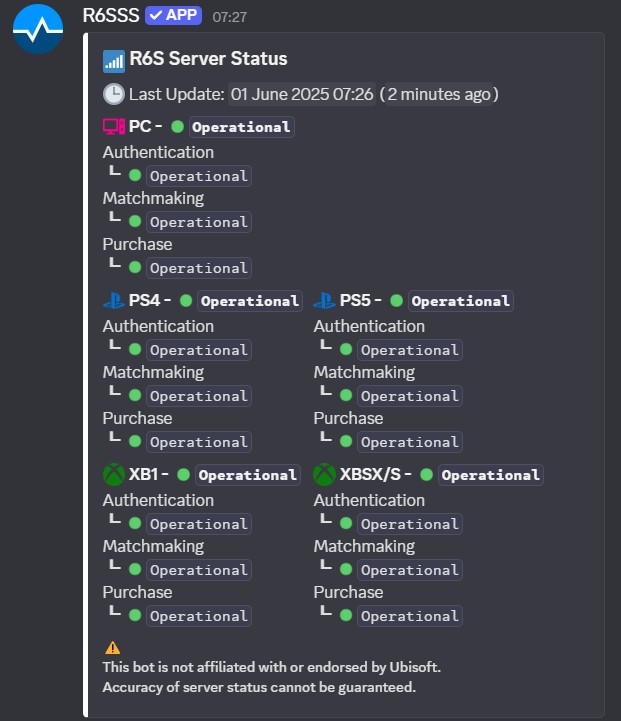 R6SSS ✓ APP 07:27
R6S Server Status
Last Update: 01 June 2025 07:26 (2 minutes ago)
PC - Operational
Authentication
Operational
Matchmaking
Operational
Purchase
Operational
PS4 - Operational
Authentication
Operational
Matchmaking
Operational
Purchase
Operational
PS5 - Operational
Authentication
Operational
Matchmaking
Operational
Purchase
Operational
XB1 - Operational
Authentication
Operational
Matchmaking
Operational
Purchase
Operational
XBSX/S - Operational
Authentication
Operational
Matchmaking
Operational
Purchase
Operational
This bot is not affiliated with or endorsed by Ubisoft.
Accuracy of server status cannot be guaranteed.